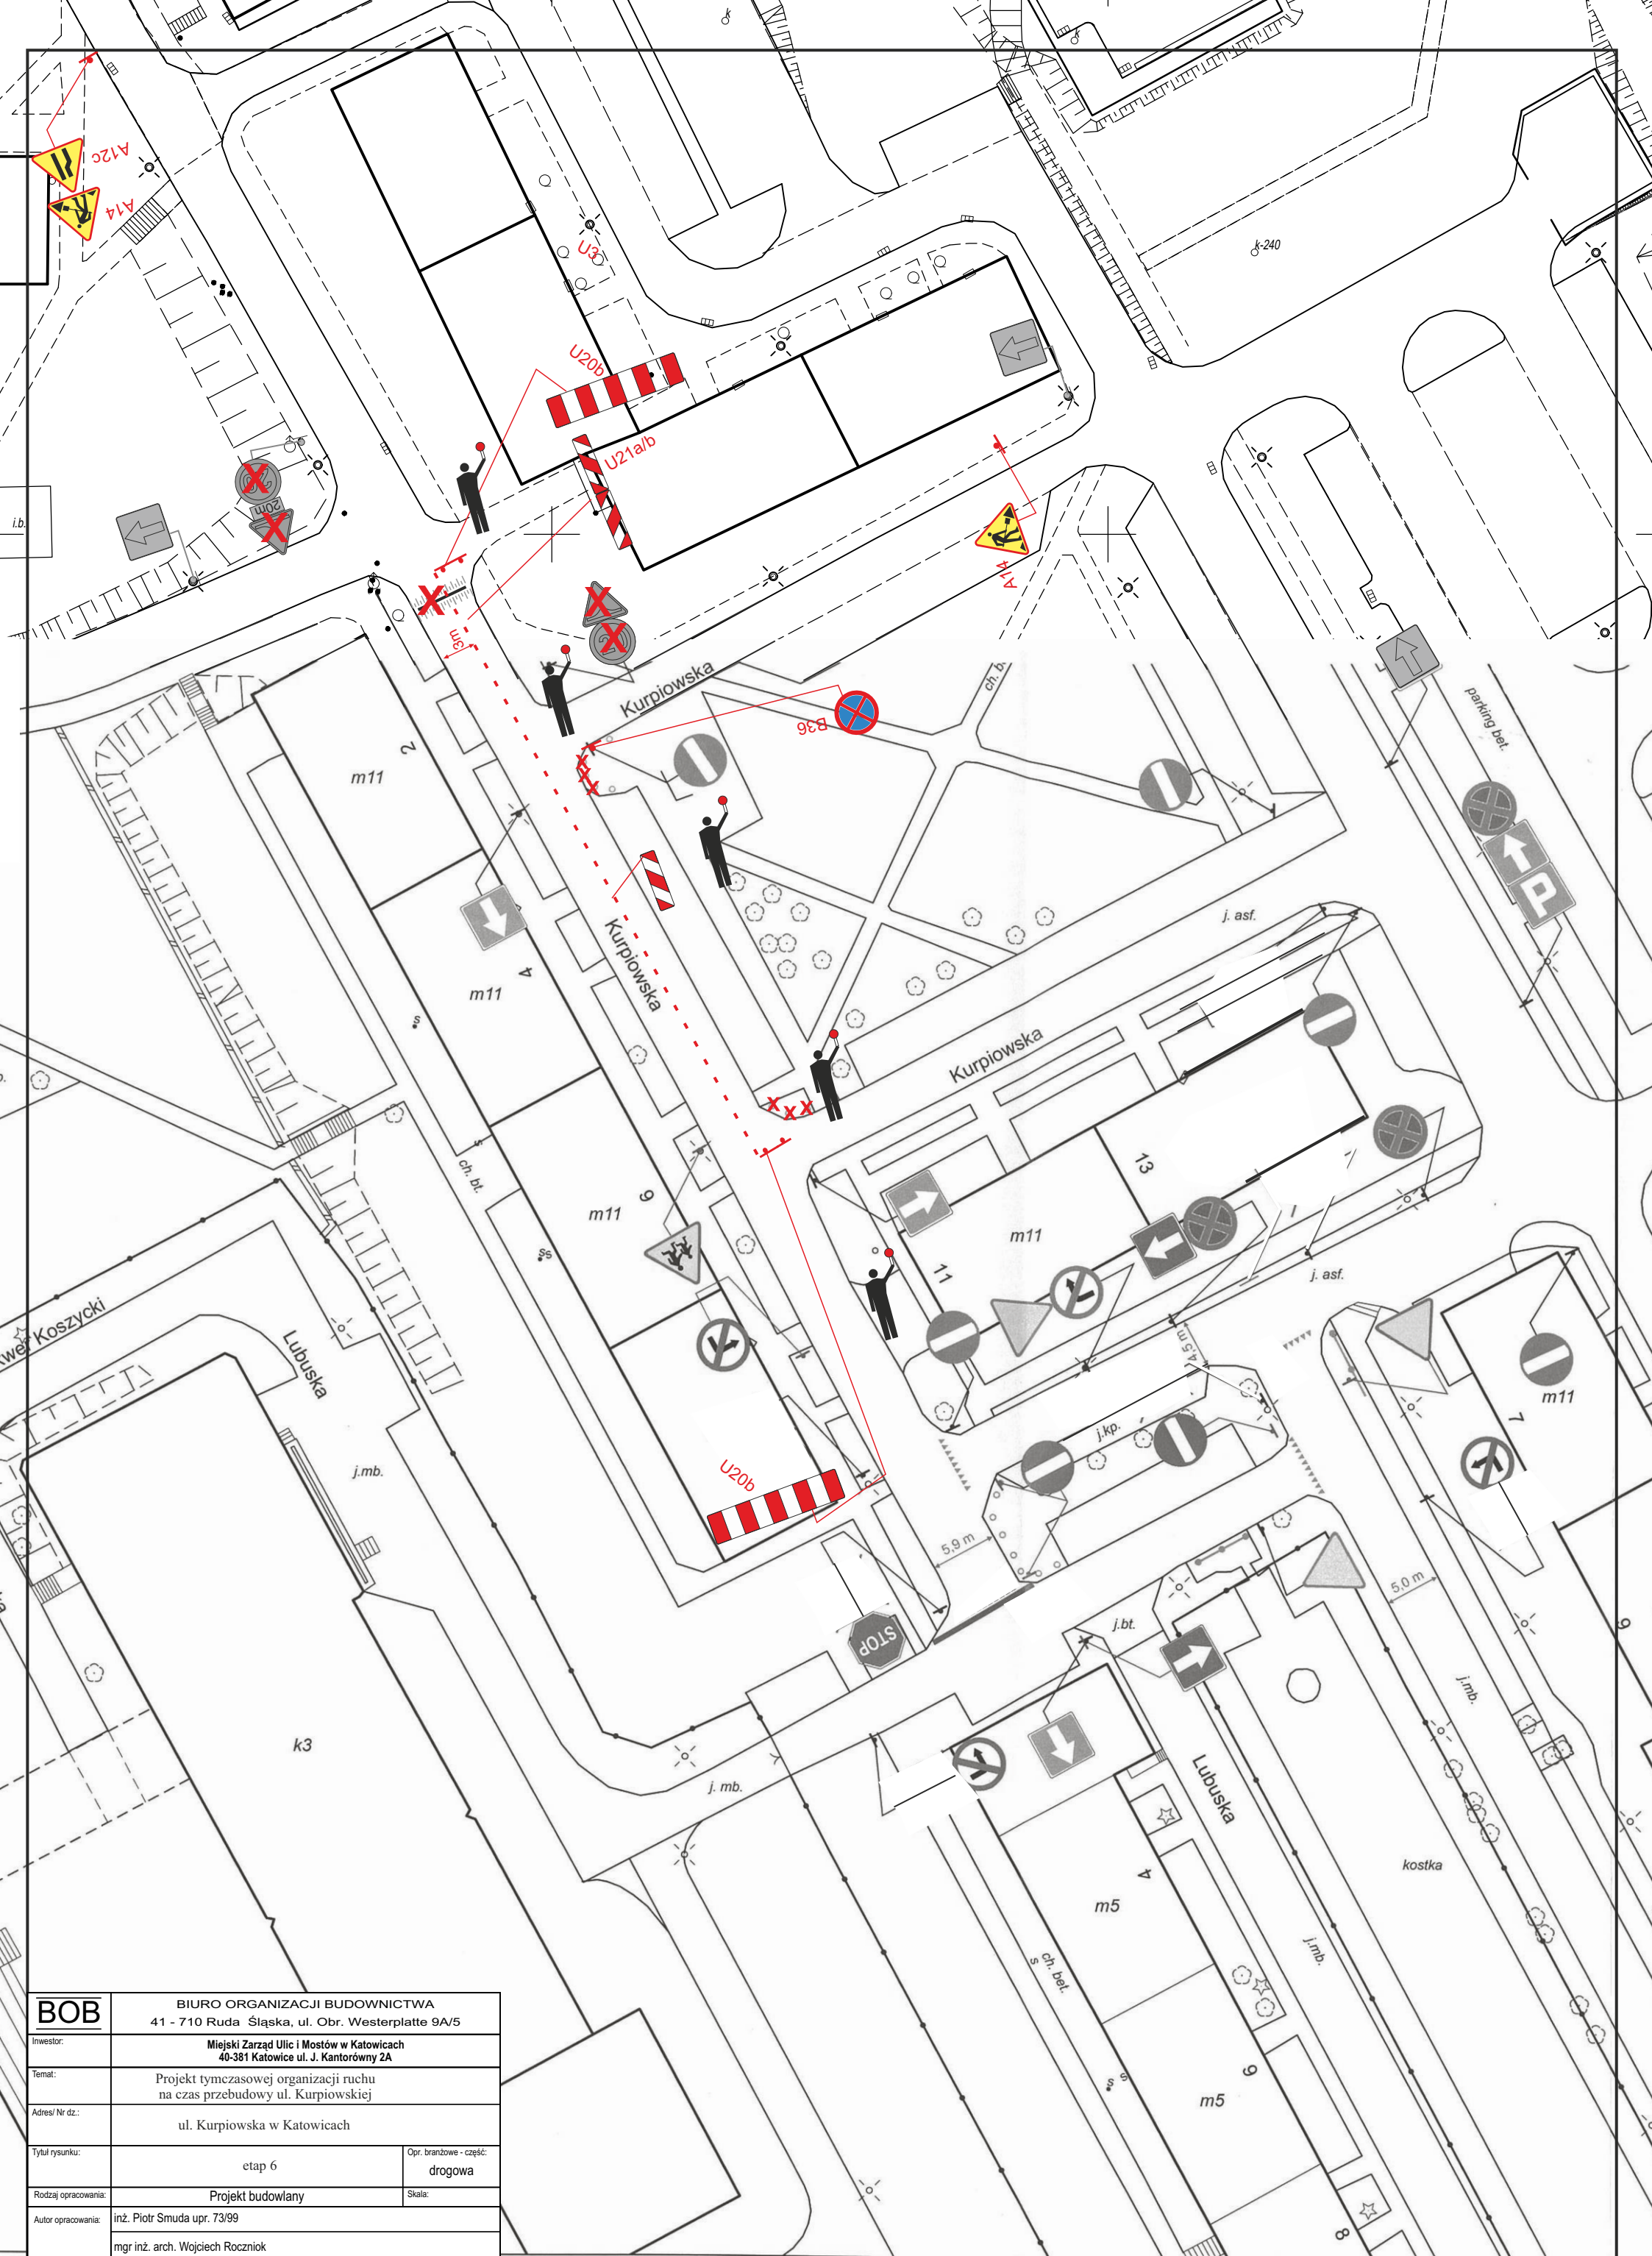 k
k
A12c
A14
k-240
U3
U20b
U21a/b
20m
i.b.
A14
3m
Kurpiowska
ch. b.
B36
parking bet.
2
m11
P
j. asf.
Kurpiowska
4
m11
s
Kurpiowska
13
s
ch. bt.
6
m11
m11
ss
11
j. asf.
Koszycki
Lubuska
4,5 m
m11
7
j.kp.
j.mb.
U20b
5,9 m
5,0 m
9
STOP
j.bt.
j.mb.
k3
j. mb.
Lubuska
kostka
4
m5
j.mb.
ch. bet.
s
6
s s
m5
8
BOB
BIURO ORGANIZACJI BUDOWNICTWA
41 - 710 Ruda Śląska, ul. Obr. Westerplatte 9A/5
Inwestor:
Miejski Zarząd Ulic i Mostów w Katowicach
40-381 Katowice ul. J. Kantorówny 2A
Temat:
Projekt tymczasowej organizacji ruchu
na czas przebudowy ul. Kurpiowskiej
Adres/ Nr dz.:
ul. Kurpiowska w Katowicach
Tytuł rysunku:
etap 6
Opr. branżowe - część:
drogowa
Rodzaj opracowania:
Projekt budowlany
Skala:
Autor opracowania:
inż. Piotr Smuda upr. 73/99
mgr inż. arch. Wojciech Roczniok